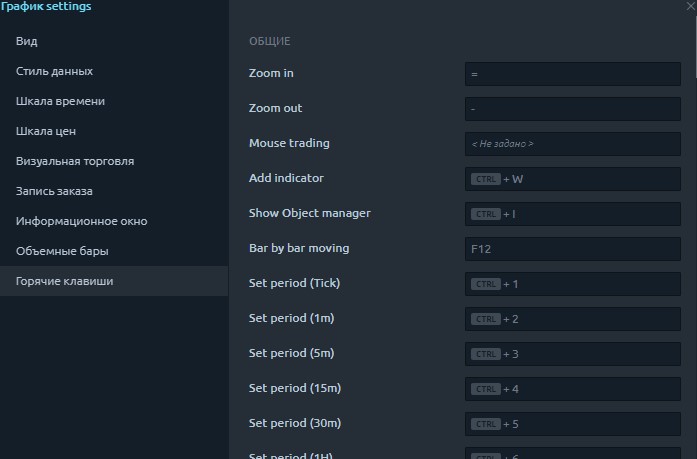 График settings
Вид
Стиль данных
Шкала времени
Шкала цен
Визуальная торговля
Запись заказа
Информационное окно
Объемные бары
Горячие клавиши
ОБЩИЕ
Zoom in =
Zoom out -
Mouse trading < Не задано >
Add indicator CTRL + W
Show Object manager CTRL + I
Bar by bar moving F12
Set period (Tick) CTRL + 1
Set period (1m) CTRL + 2
Set period (5m) CTRL + 3
Set period (15m) CTRL + 4
Set period (30m) CTRL + 5
Set period (1H) CTRL + 6